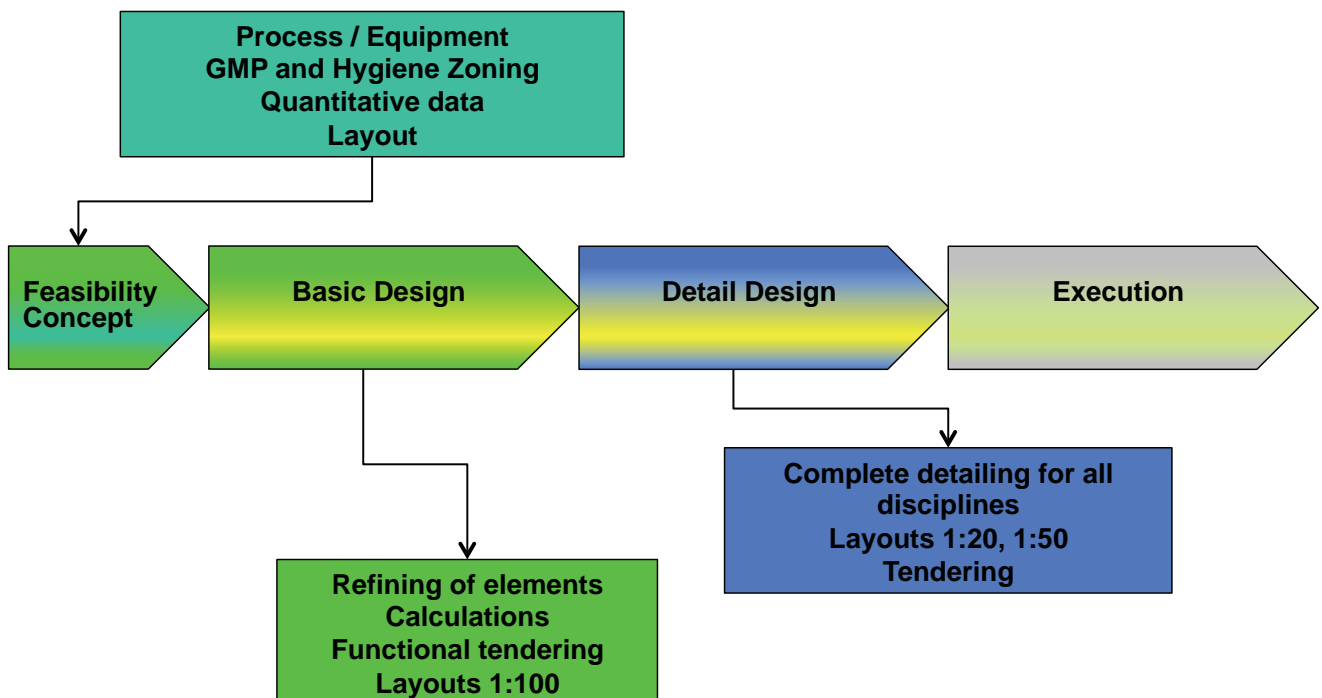 Process / Equipment
GMP and Hygiene Zoning
Quantitative data
Layout
Feasibility
Concept
Basic Design
Detail Design
Execution
Complete detailing for all
disciplines
Layouts 1:20, 1:50
Tendering
Refining of elements
Calculations
Functional tendering
Layouts 1:100